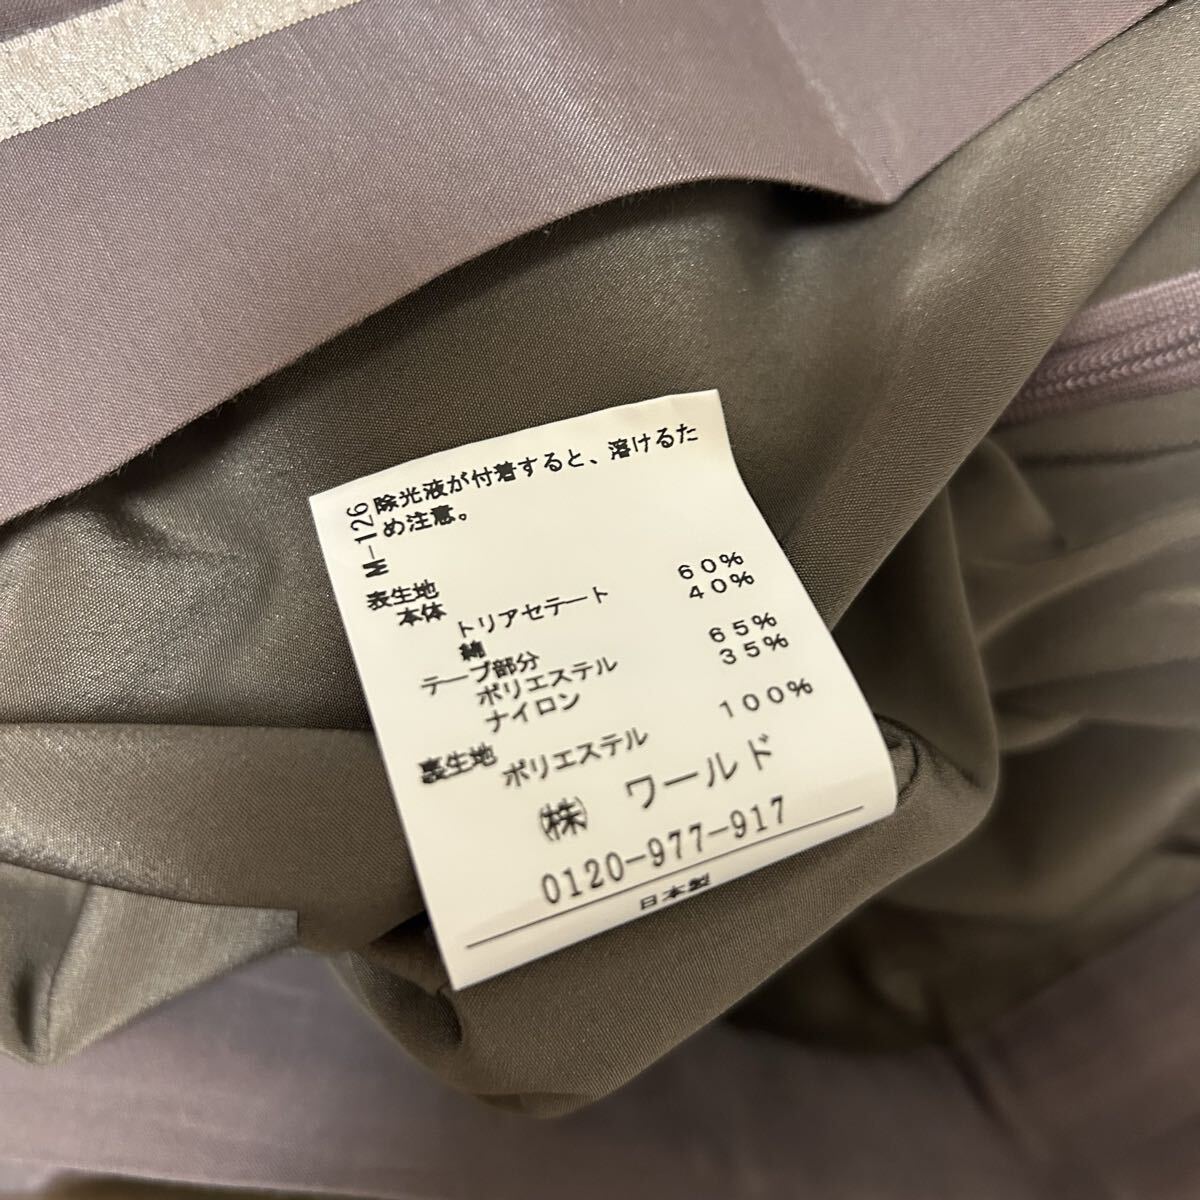 M-126
除光液が付着すると、溶けるた
め注意。
表生地
本体
トリアセテート 60%
綿 40%
テープ部分
ポリエステル 65%
ナイロン 35%
裏生地
ポリエステル 100%
㈱ ワールド
0120-977-917
日本製